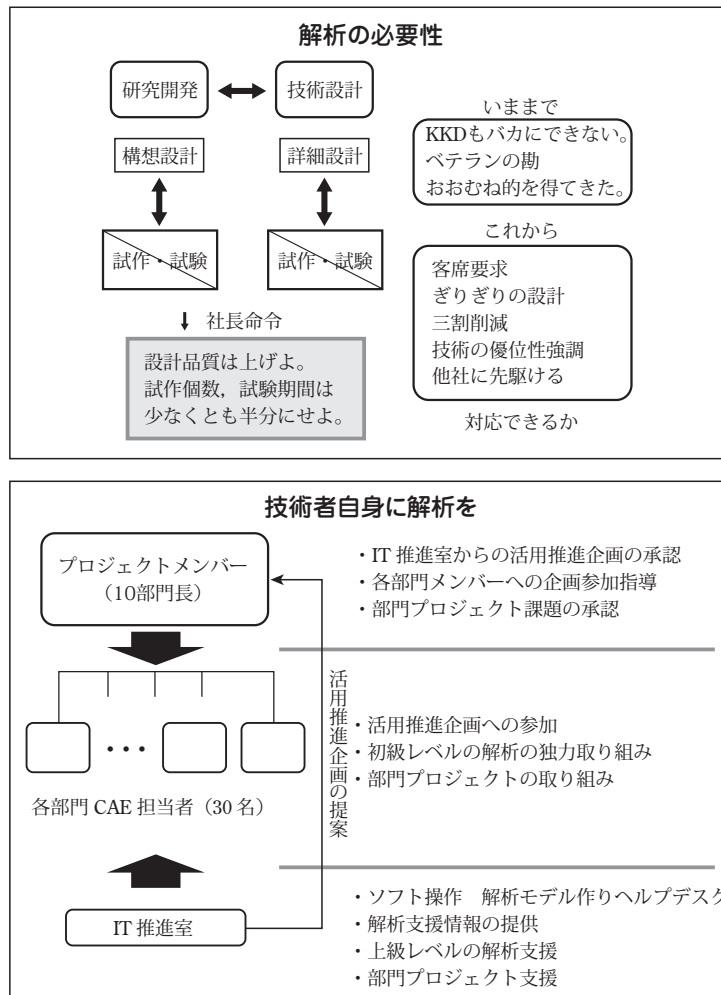 解析の必要性
研究開発
技術設計
構想設計
詳細設計
試作・試験
試作・試験
社長命令
設計品質は上げよ。
試作個数，試験期間は
少なくとも半分にせよ。
いままで
KKDもバカにできない。
ベテランの勘
おおむね的を得てきた。
これから
客席要求
ぎりぎりの設計
三割削減
技術の優位性強調
他社に先駆ける
対応できるか
技術者自身に解析を
プロジェクトメンバー
（10部門長）
・IT 推進室からの活用推進企画の承認
・各部門メンバーへの企画参加指導
・部門プロジェクト課題の承認
活用推進企画の提案
・・・
各部門 CAE 担当者（30 名）
・活用推進企画への参加
・初級レベルの解析の独力取り組み
・部門プロジェクトの取り組み
IT 推進室
・ソフト操作　解析モデル作りヘルプデスク
・解析支援情報の提供
・上級レベルの解析支援
・部門プロジェクト支援